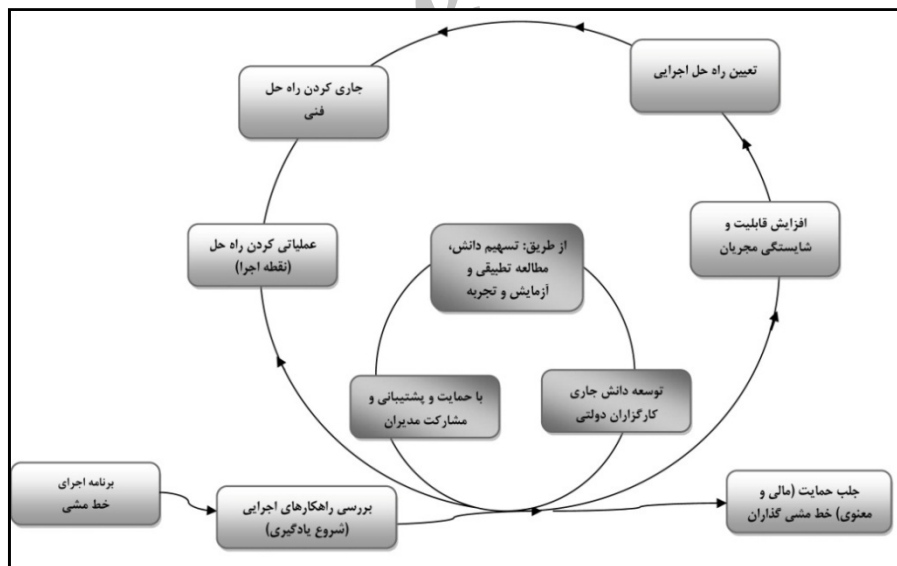 تعیین راه حل اجرایی
جاری کردن راه حل
فنی
افزایش قابلیت و
شایستگی مجریان
عملیاتی کردن راه حل
(نقطه اجرا)
از طریق: تسهیم دانش،
مطالعه تطبیقی و
آزمایش و تجربه
توسعه دانش جاری
کارگزاران دولتی
با حمایت و پشتیبانی و
مشارکت مدیران
جلب حمایت (مالی و
معنوی) خط مشی گذاران
بررسی راهکارهای اجرایی
(شروع یادگیری)
برنامه اجرای
خط مشی